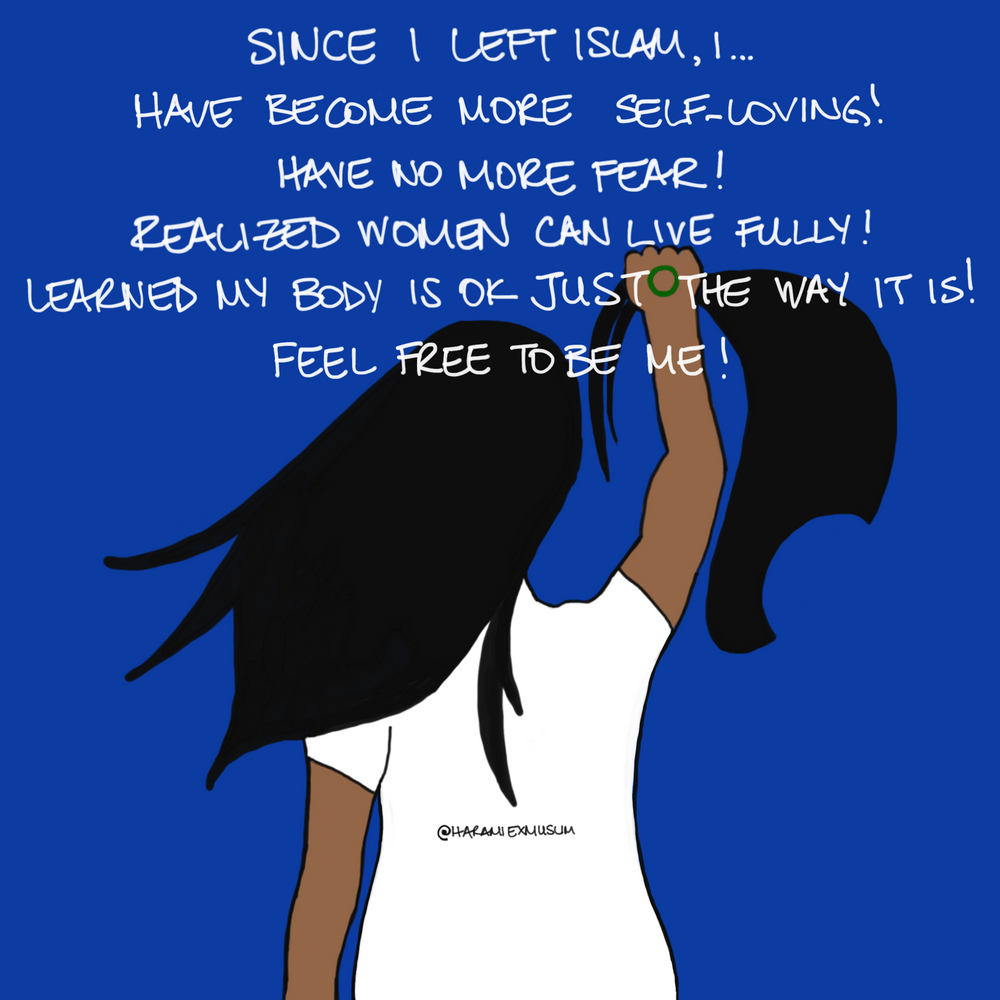 SINCE I LEFT ISLAM, I...
HAVE BECOME MORE SELF-LOVING!
HAVE NO MORE FEAR!
REALIZED WOMEN CAN LIVE FULLY!
LEARNED MY BODY IS OK JUST THE WAY IT IS!
FEEL FREE TO BE ME!
@HARAMIEXMUSLIM